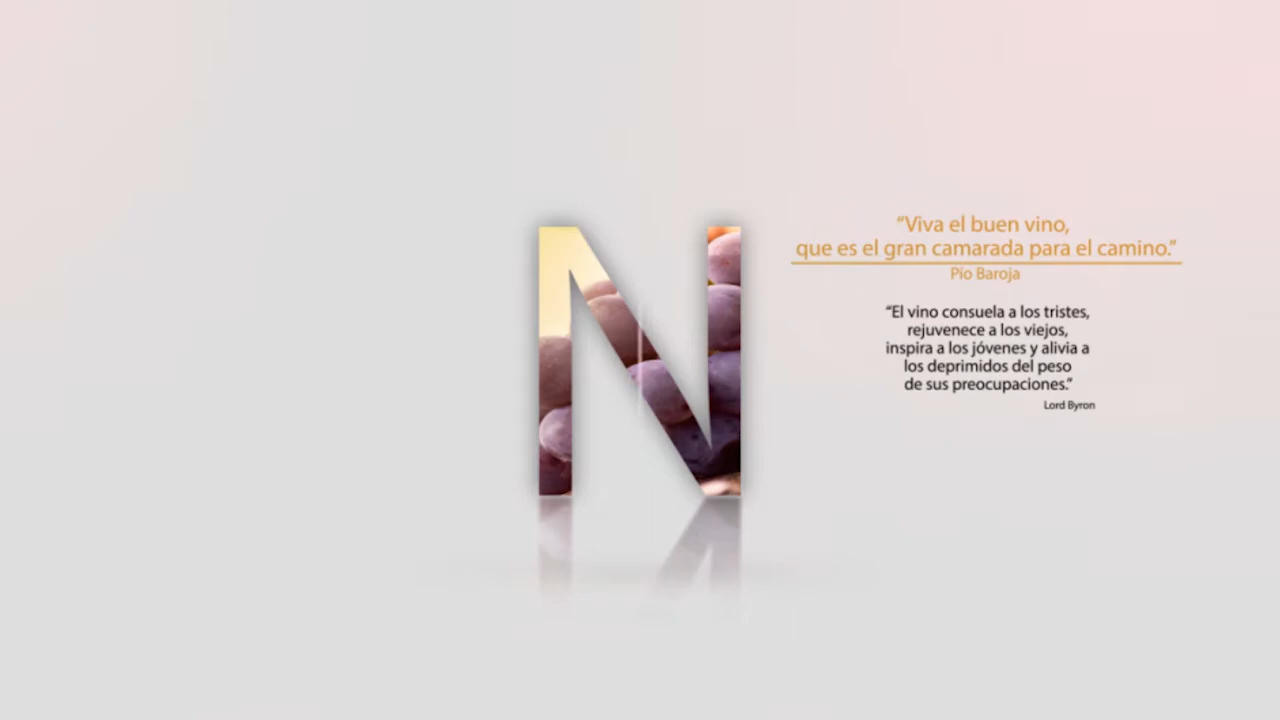 N
“Viva el buen vino,
que es el gran camarada para el camino.”
Pío Baroja
“El vino consuela a los tristes,
rejuvenece a los viejos,
inspira a los jóvenes y alivia a
los deprimidos del peso
de sus preocupaciones.”
Lord Byron